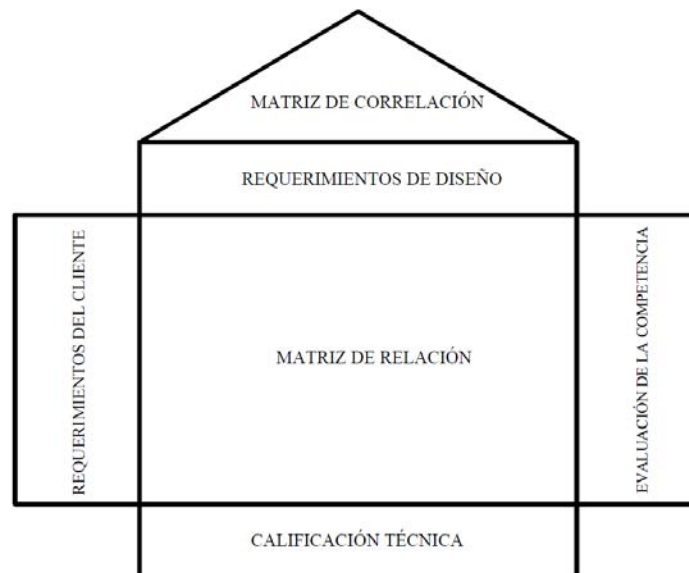 MATRIZ DE CORRELACIÓN
REQUERIMIENTOS DE DISEÑO
REQUERIMIENTOS DEL CLIENTE
MATRIZ DE RELACIÓN
EVALUACIÓN DE LA COMPETENCIA
CALIFICACIÓN TÉCNICA